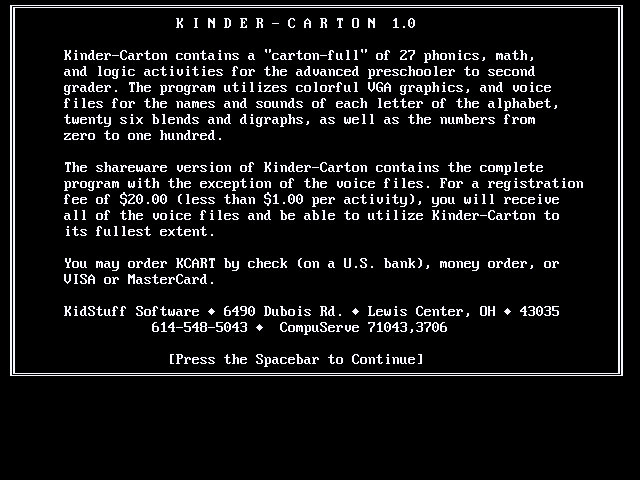 K I N D E R - C A R T O N 1.0
Kinder-Carton contains a "carton-full" of 27 phonics, math,
and logic activities for the advanced preschooler to second
grader. The program utilizes colorful VGA graphics, and voice
files for the names and sounds of each letter of the alphabet,
twenty six blends and digraphs, as well as the numbers from
zero to one hundred.
The shareware version of Kinder-Carton contains the complete
program with the exception of the voice files. For a registration
fee of $20.00 (less than $1.00 per activity), you will receive
all of the voice files and be able to utilize Kinder-Carton to
its fullest extent.
You may order KCART by check (on a U.S. bank), money order, or
VISA or MasterCard.
KidStuff Software ♦ 6490 Dubois Rd. ♦ Lewis Center, OH ♦ 43035
614-548-5043 ♦ CompuServe 71043,3706
[Press the Spacebar to Continue]